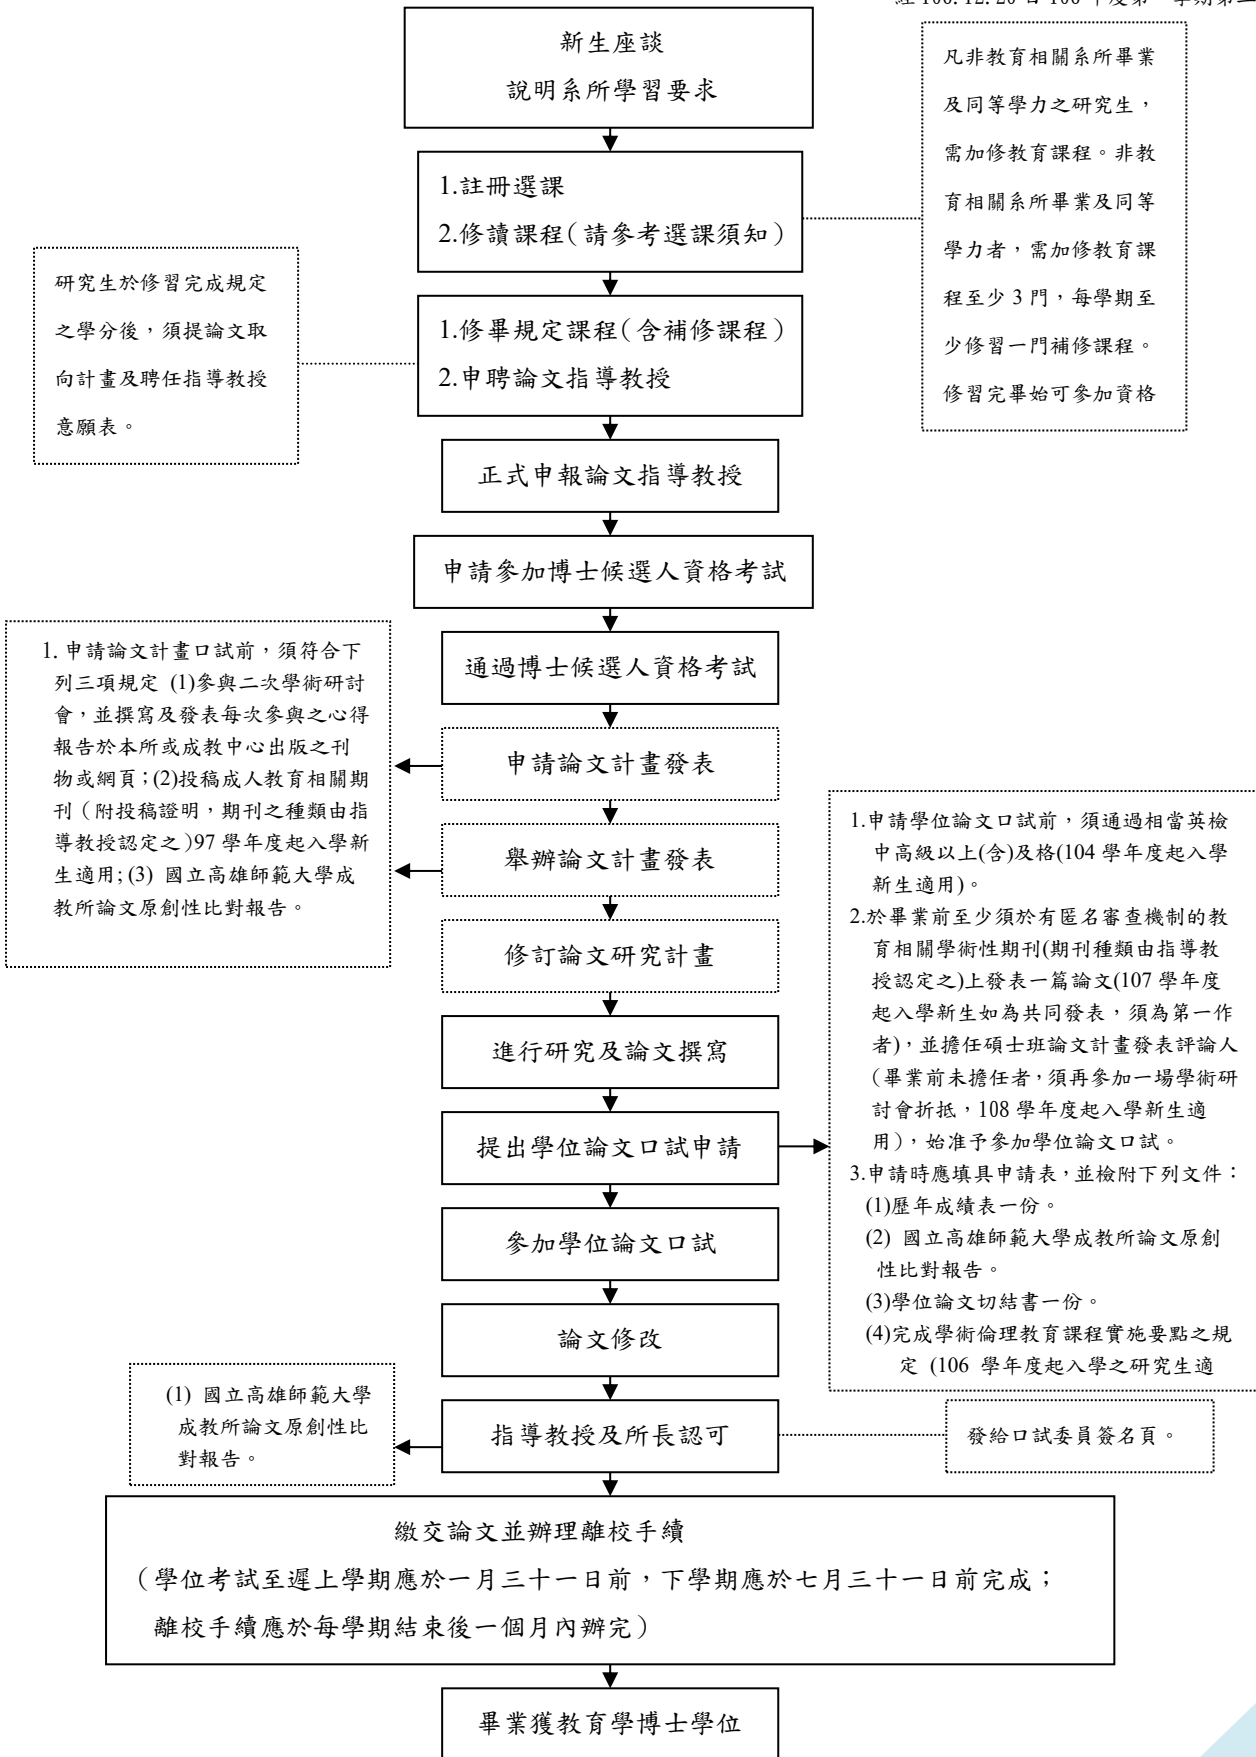 新生座談
說明系所學習要求
凡非教育相關系所畢業
及同等學力之研究生，
需加修教育課程。非教
育相關系所畢業及同等
學力者，需加修教育課
程至少 3 門，每學期至
少修習一門補修課程。
修習完畢始可參加資格
1.註冊選課
2.修讀課程（請參考選課須知）
研究生於修習完成規定
之學分後，須提論文取
向計畫及聘任指導教授
意願表。
1.修畢規定課程（含補修課程）
2.申聘論文指導教授
正式申報論文指導教授
申請參加博士候選人資格考試
通過博士候選人資格考試
1. 申請論文計畫口試前，須符合下
列三項規定 (1)參與二次學術研討
會，並撰寫及發表每次參與之心得
報告於本所或成教中心出版之刊
物或網頁；(2)投稿成人教育相關期
刊（附投稿證明，期刊之種類由指
導教授認定之）97 學年度起入學新
生適用; (3) 國立高雄師範大學成
教所論文原創性比對報告。
申請論文計畫發表
舉辦論文計畫發表
修訂論文研究計畫
進行研究及論文撰寫
提出學位論文口試申請
1.申請學位論文口試前，須通過相當英檢
中高級以上(含)及格(104 學年度起入學
新生適用)。
2.於畢業前至少須於有匿名審查機制的教
育相關學術性期刊(期刊種類由指導教
授認定之)上發表一篇論文(107 學年度
起入學新生如為共同發表，須為第一作
者)，並擔任碩士班論文計畫發表評論人
（畢業前未擔任者，須再參加一場學術研
討會折抵，108 學年度起入學新生適
用），始准予參加學位論文口試。
3.申請時應填具申請表，並檢附下列文件：
(1)歷年成績表一份。
(2) 國立高雄師範大學成教所論文原創
性比對報告。
(3)學位論文切結書一份。
(4)完成學術倫理教育課程實施要點之規
定 (106 學年度起入學之研究生適
參加學位論文口試
論文修改
(1) 國立高雄師範大學
成教所論文原創性比
對報告。
指導教授及所長認可
發給口試委員簽名頁。
繳交論文並辦理離校手續
（學位考試至遲上學期應於一月三十一日前，下學期應於七月三十一日前完成；
離校手續應於每學期結束後一個月內辦完）
畢業獲教育學博士學位